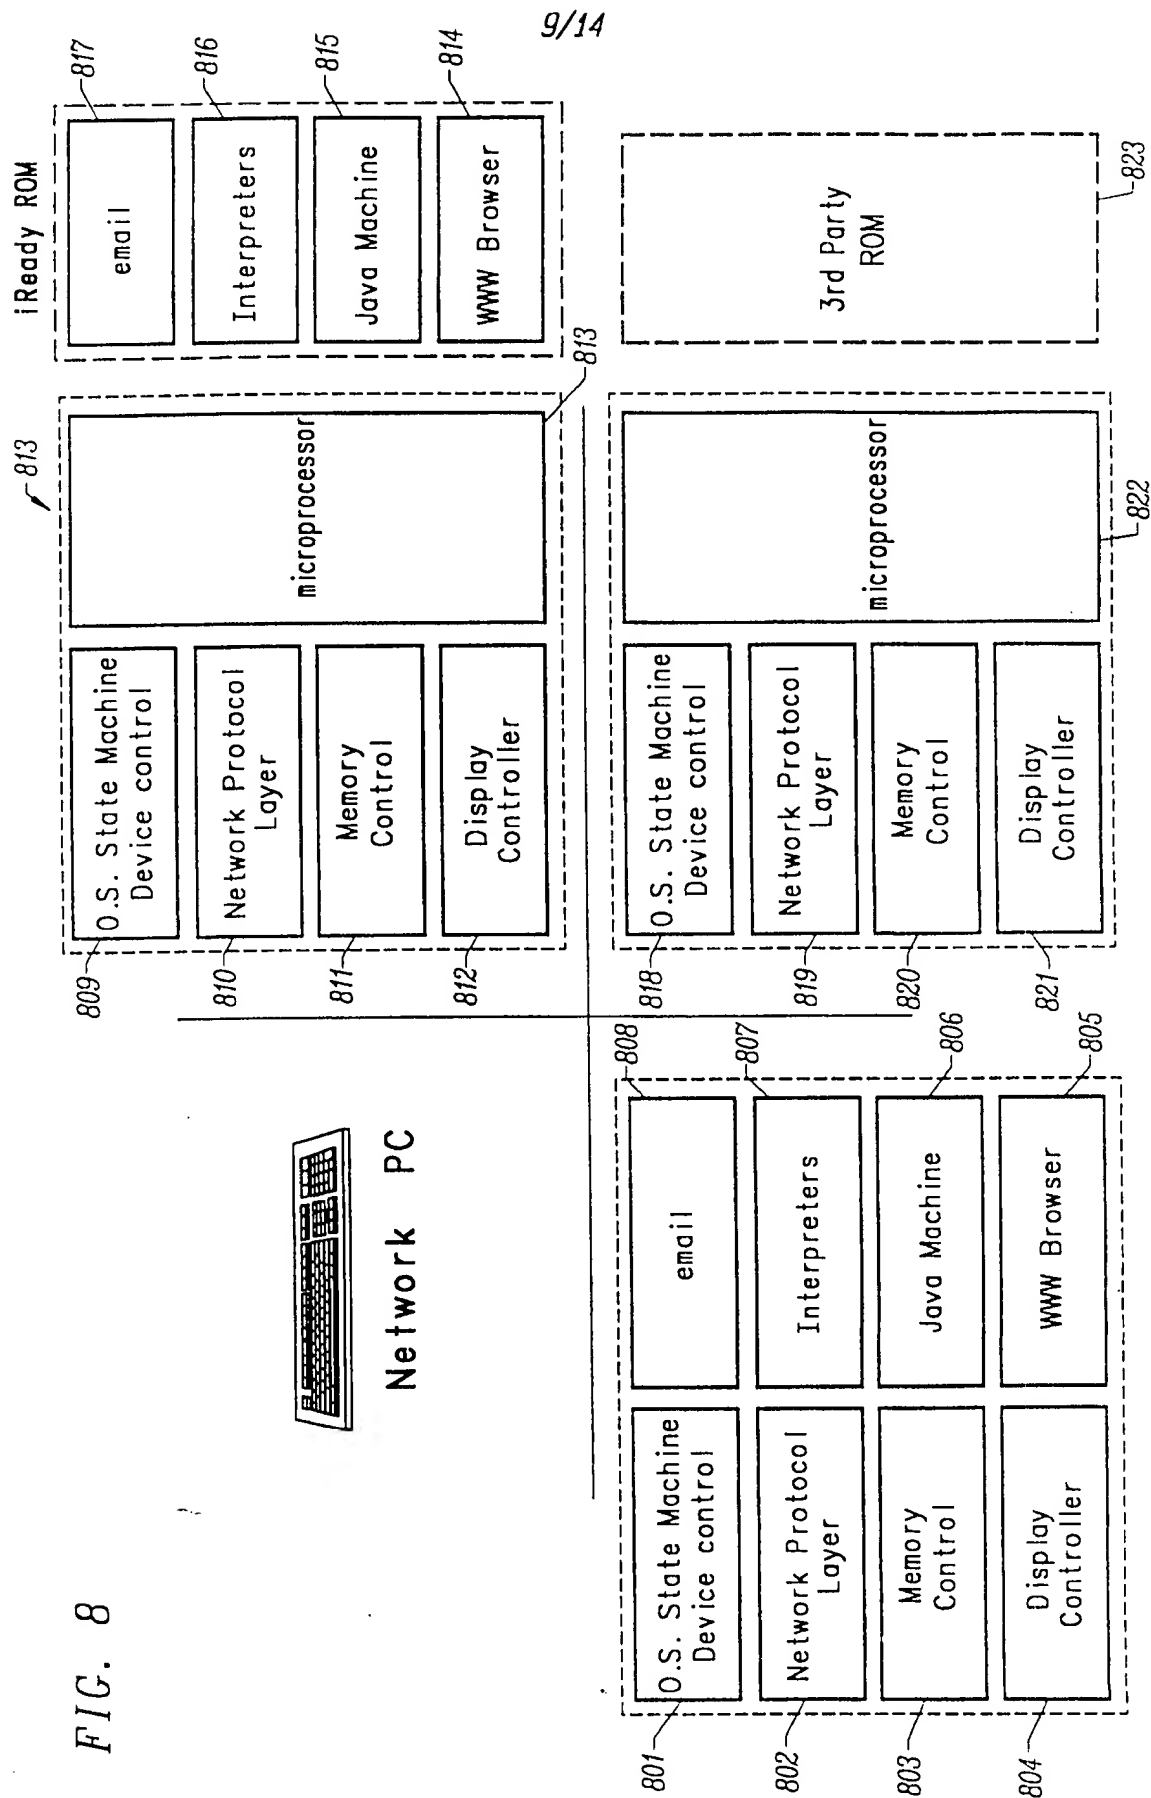 9/14
FIG. 8
Network PC
801
O.S. State Machine
Device control
802
Network Protocol
Layer
803
Memory
Control
804
Display
Controller
808
email
807
Interpreters
806
Java Machine
805
WWW Browser
813
809
O.S. State Machine
Device control
810
Network Protocol
Layer
811
Memory
Control
812
Display
Controller
microprocessor
813
iReady ROM
817
email
816
Interpreters
815
Java Machine
814
WWW Browser
818
O.S. State Machine
Device control
819
Network Protocol
Layer
820
Memory
Control
821
Display
Controller
microprocessor
822
3rd Party
ROM
823